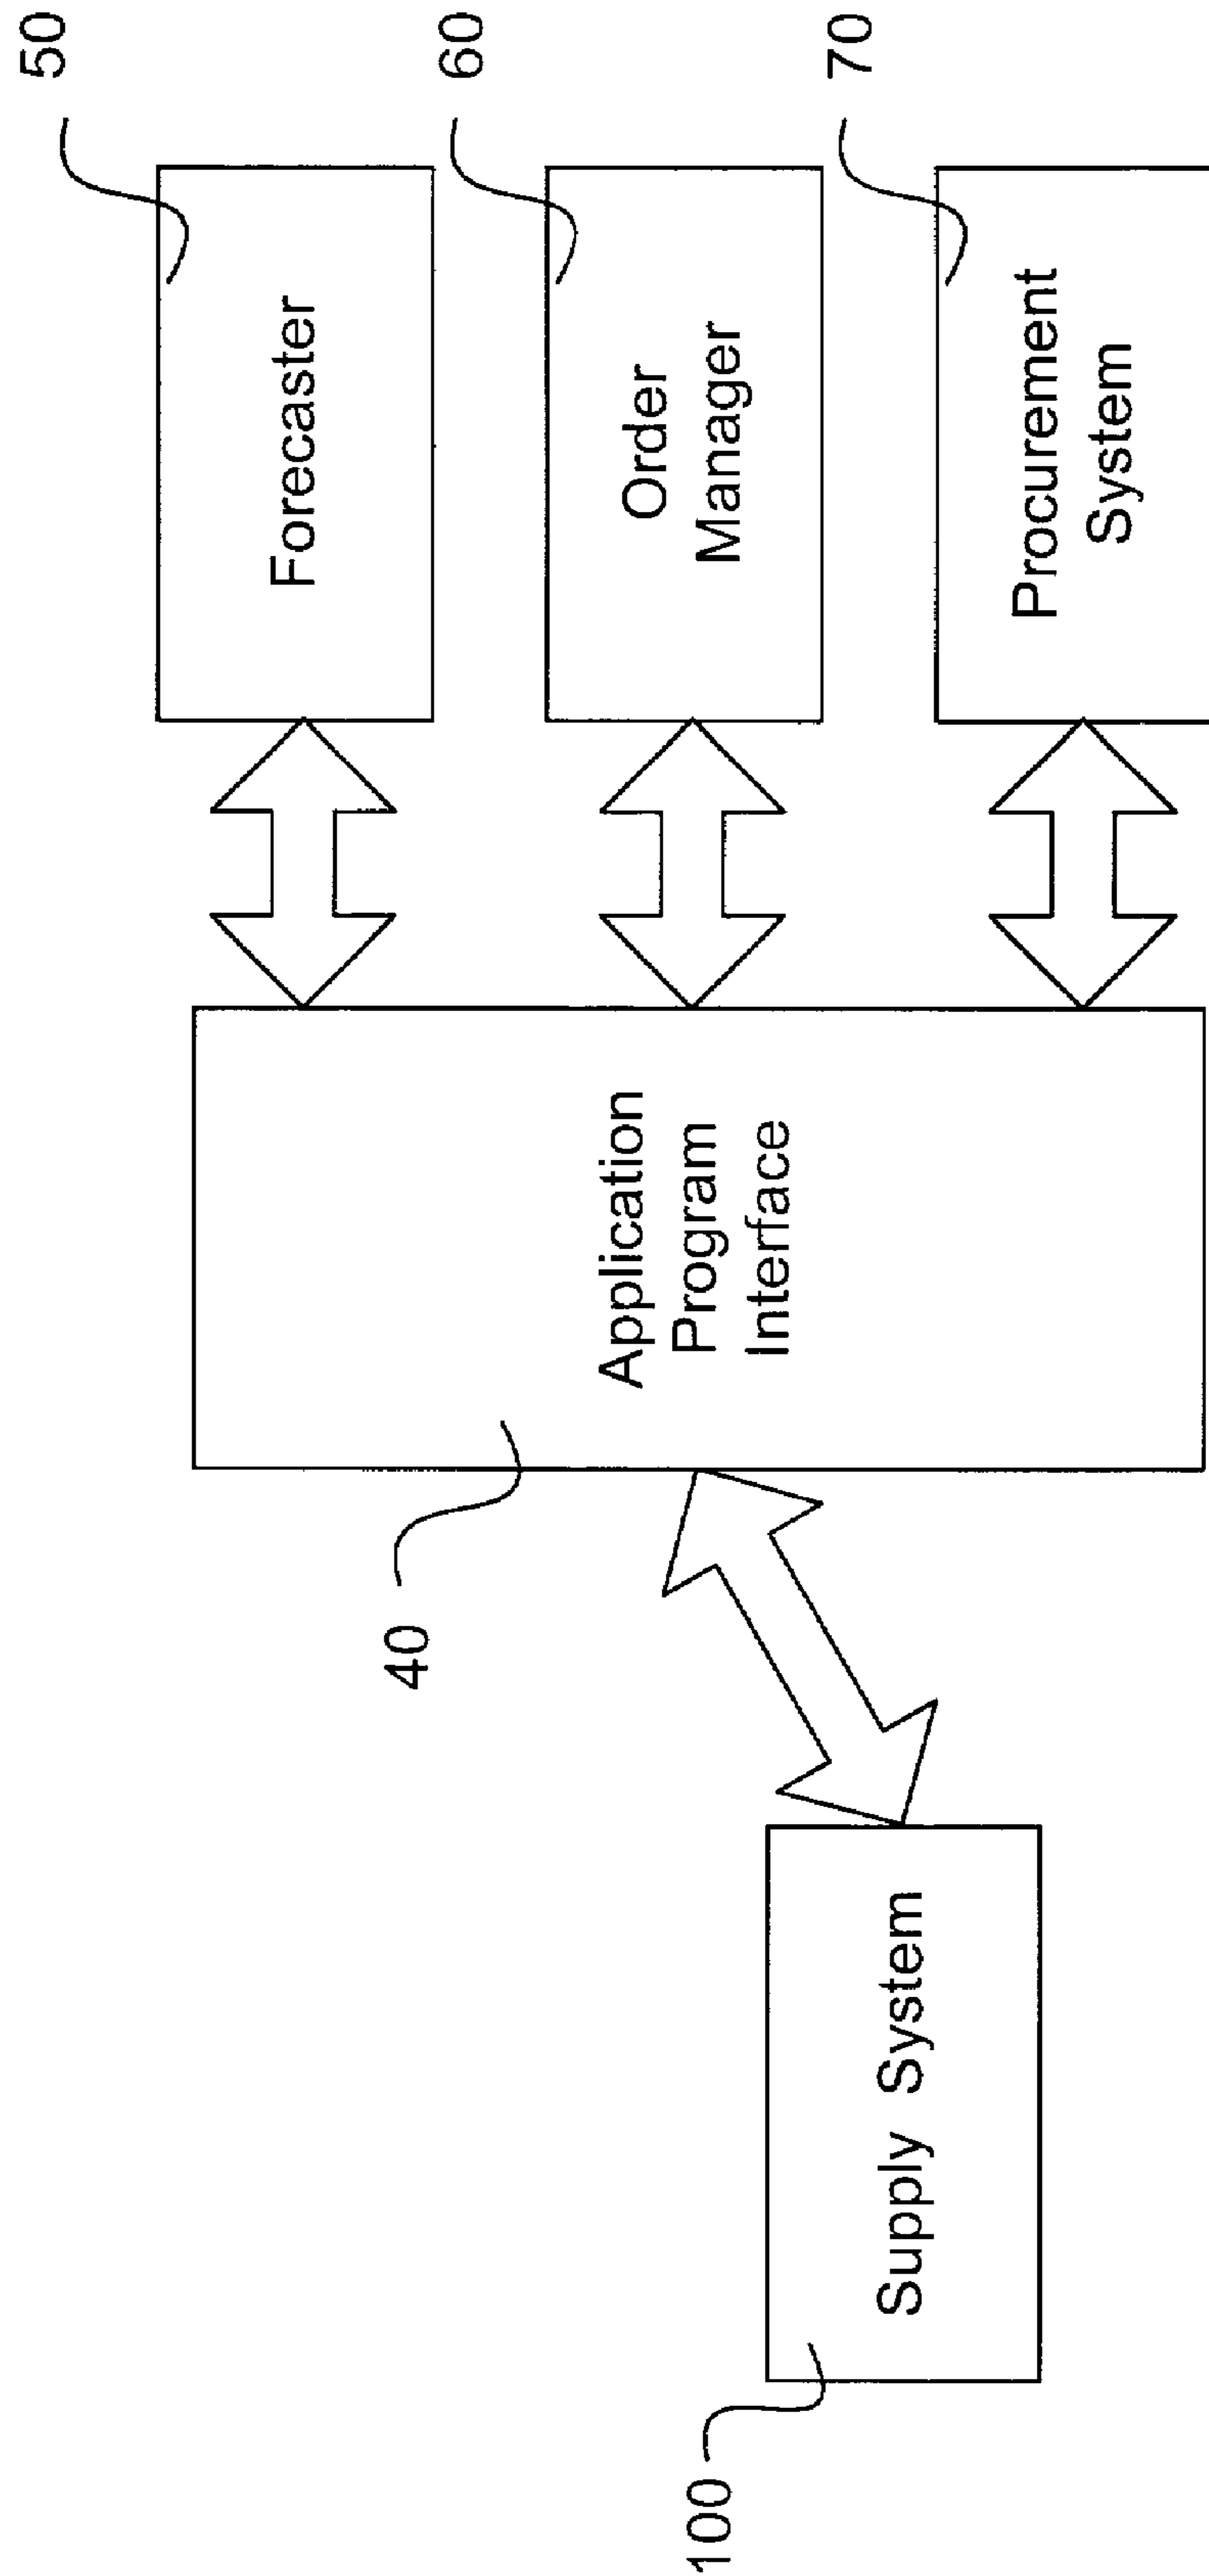 50
Forecaster
60
Order
Manager
70
Procurement
System
Application
Program
Interface
40
Supply System
100